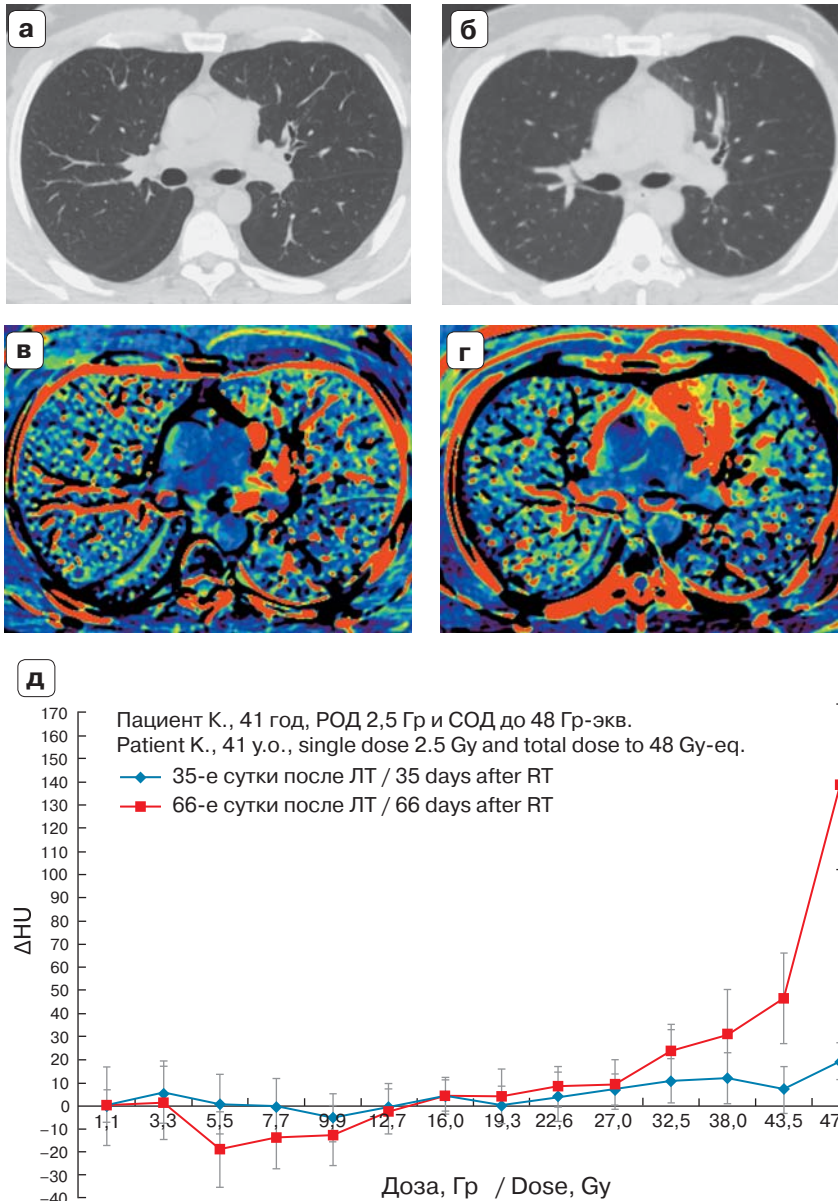 а
б
в
г
д
Пациент К., 41 год, РОД 2,5 Гр и СОД до 48 Гр-экв.
Patient K., 41 y.o., single dose 2.5 Gy and total dose to 48 Gy-eq.
35-е сутки после ЛТ / 35 days after RT
66-е сутки после ЛТ / 66 days after RT
ΔHU
170
160
150
140
130
120
110
100
90
80
70
60
50
40
30
20
10
0
–10
–20
–30
–40
1,1 3,3 5,5 7,7 9,9 12,7 16,0 19,3 22,6 27,0 32,5 38,0 43,5 47
Доза, Гр / Dose, Gy